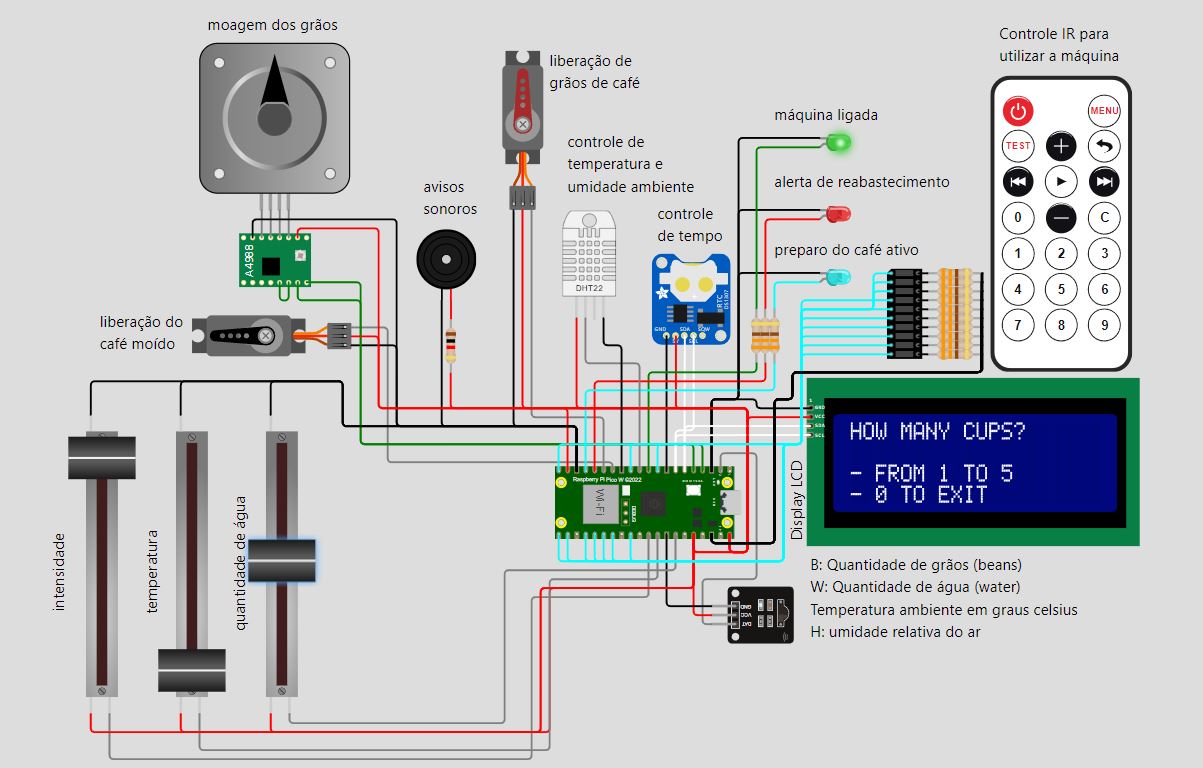 moagem dos grãos
liberação de
grãos de café
Controle IR para
utilizar a máquina
MENU
TEST
0
C
1
2
3
4
5
6
7
8
9
máquina ligada
controle de
temperatura e
umidade ambiente
alerta de reabastecimento
avisos
sonoros
controle
de tempo
preparo do café ativo
A4988
DHT22
RTC
DS1307
GND
SDA
SQW
liberação do
café moído
1
GND
VCC
SDA
SCL
HOW MANY CUPS?
- FROM 1 TO 5
- 0 TO EXIT
Display LCD
Raspberry Pi Pico W ©2022
Wi-Fi
DEBUG
intensidade
temperatura
quantidade de água
GND
VCC
DAT
B: Quantidade de grãos (beans)
W: Quantidade de água (water)
Temperatura ambiente em graus celsius
H: umidade relativa do ar